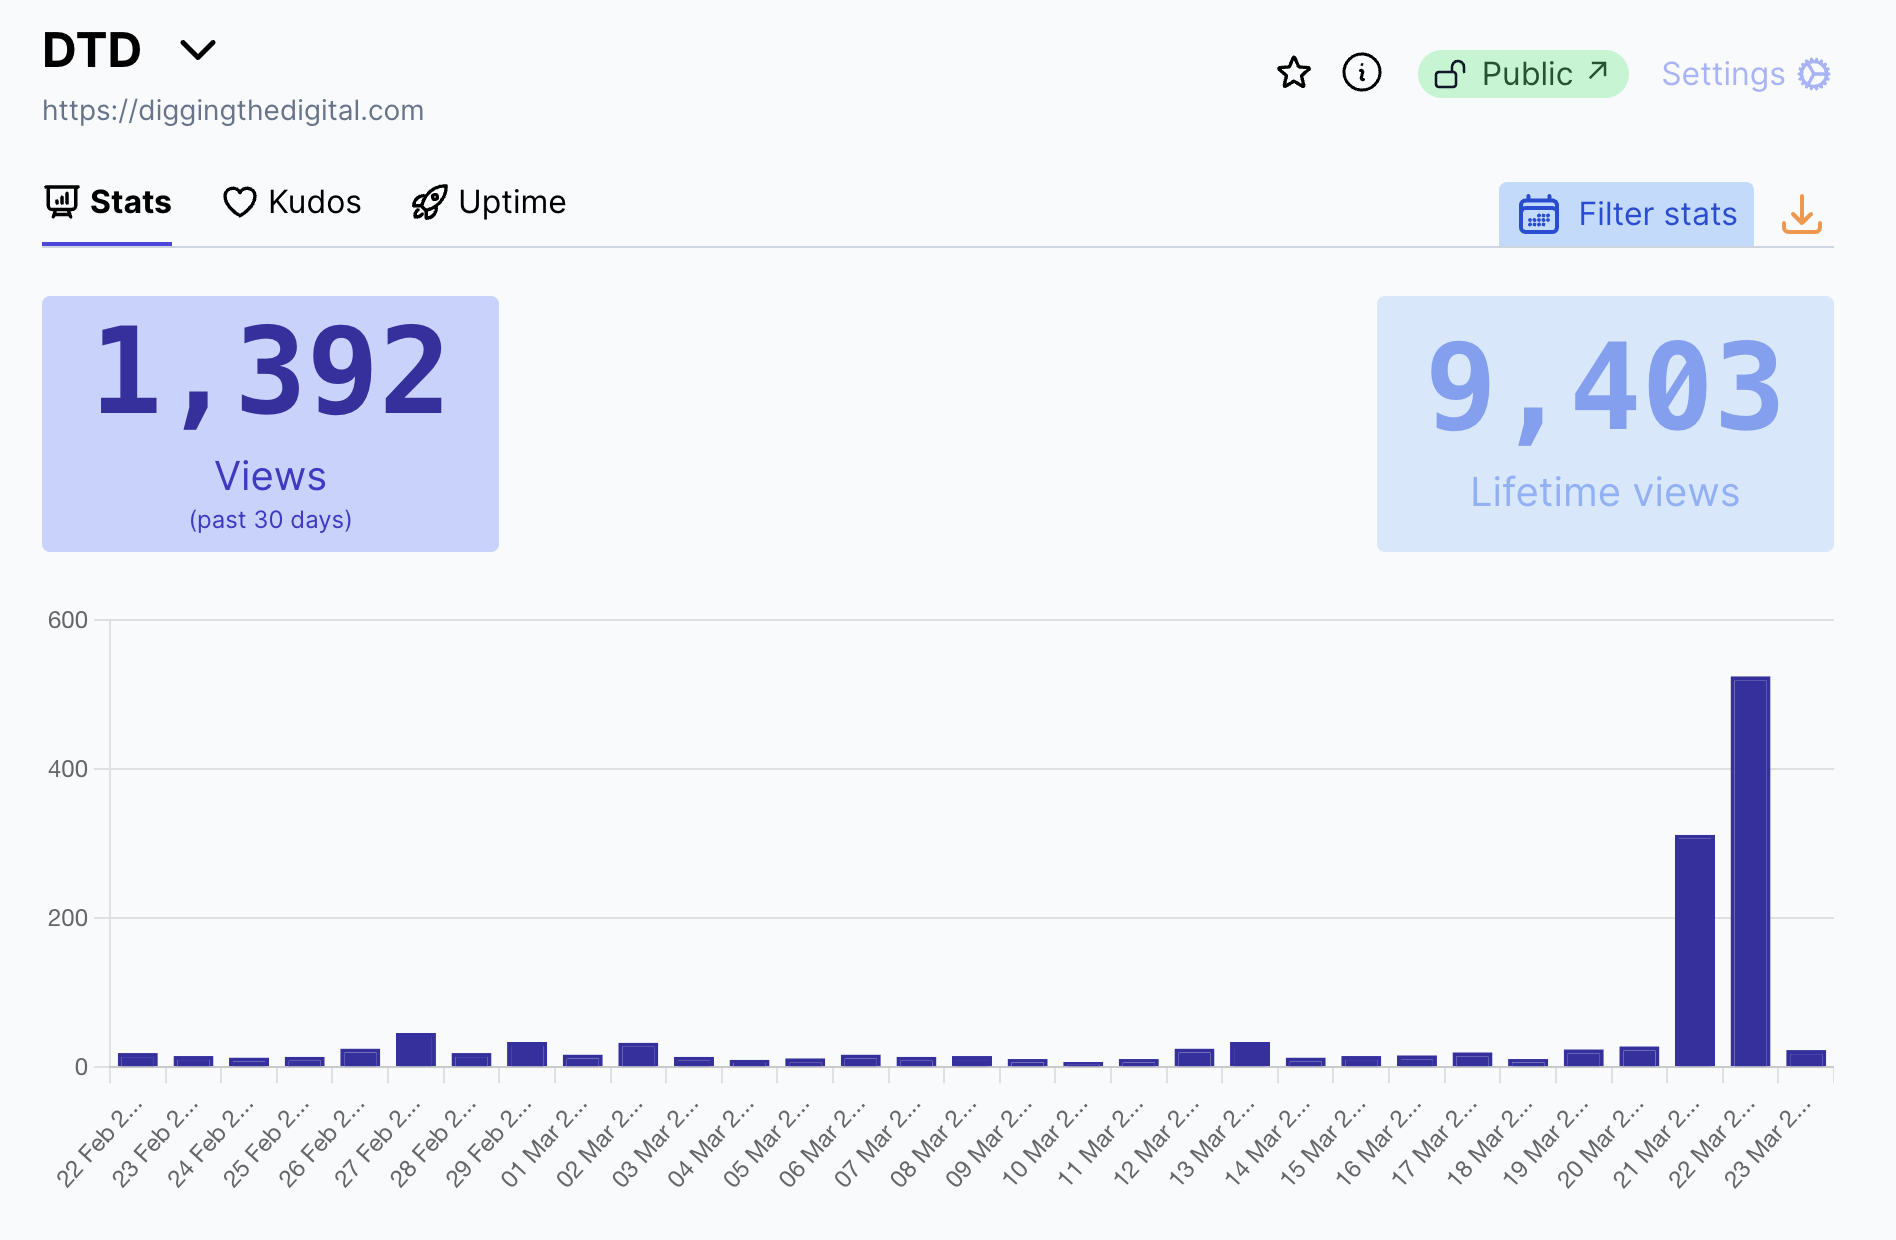 DTD
https://diggingthedigital.com
Public
Settings
Stats
Kudos
Uptime
Filter stats
1,392
Views
(past 30 days)
9,403
Lifetime views
600
400
200
0
22 Feb 2...
23 Feb 2...
24 Feb 2...
25 Feb 2...
26 Feb 2...
27 Feb 2...
28 Feb 2...
29 Feb 2...
01 Mar 2...
02 Mar 2...
03 Mar 2...
04 Mar 2...
05 Mar 2...
06 Mar 2...
07 Mar 2...
08 Mar 2...
09 Mar 2...
10 Mar 2...
11 Mar 2...
12 Mar 2...
13 Mar 2...
14 Mar 2...
15 Mar 2...
16 Mar 2...
17 Mar 2...
18 Mar 2...
19 Mar 2...
20 Mar 2...
21 Mar 2...
22 Mar 2...
23 Mar 2...